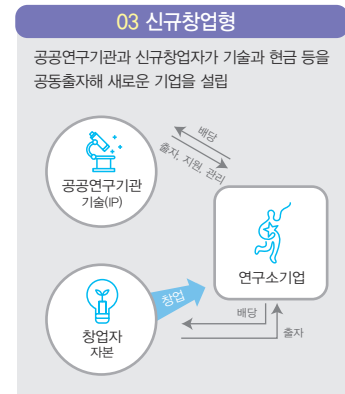 03 신규창업형
공공연구기관과 신규창업자가 기술과 현금 등을
공동출자해 새로운 기업을 설립
배당
출자, 지원, 관리
공공연구기관
기술(IP)
연구소기업
창업
배당
출자
창업자
자본